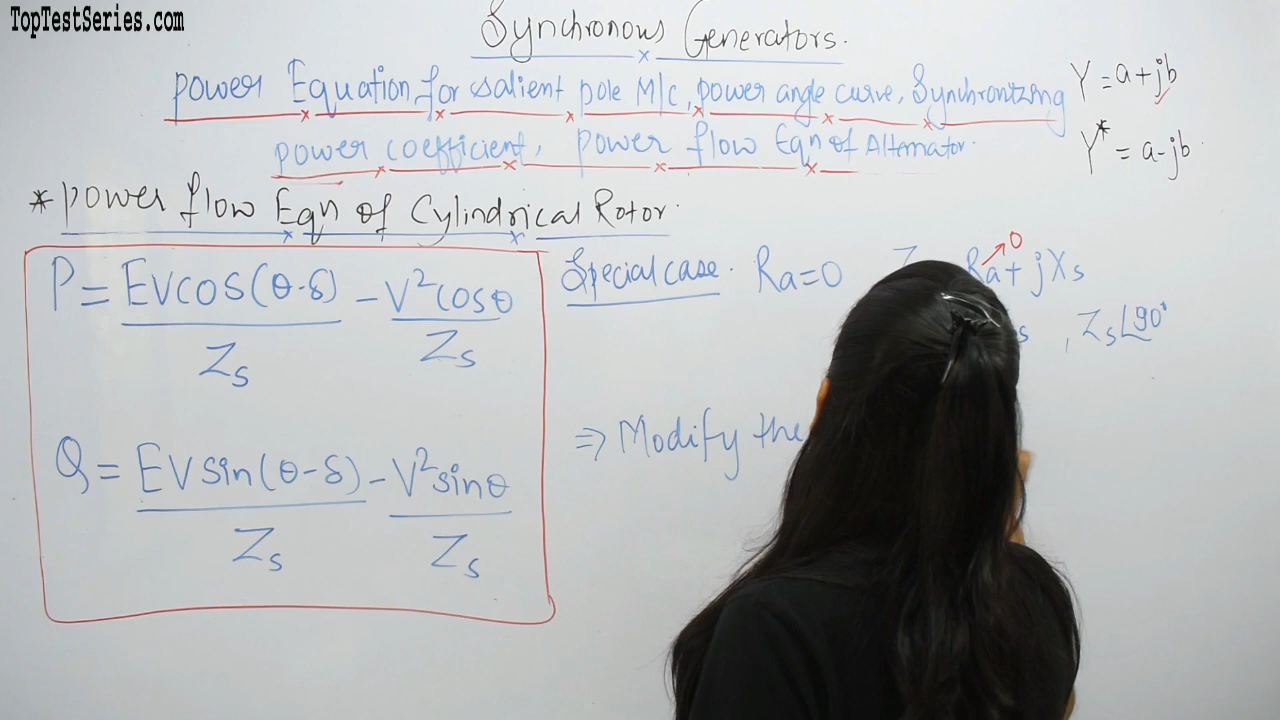 TopTestSeries.com
Synchronous Generators.
Power Equation for salient pole M/c, power angle curve, Synchronizing
power coefficient, power flow Eqn of Alternator.
Y = a + jb
Y* = a - jb
* Power flow Eqn of Cylindrical Rotor.
P = EVcos(θ-δ)/Zs - V²cosθ/Zs
Q = EVsin(θ-δ)/Zs - V²sinθ/Zs
Special case. Ra = 0 Z Ra + jXs
0
s , Zs∠90°
⇒ Modify the